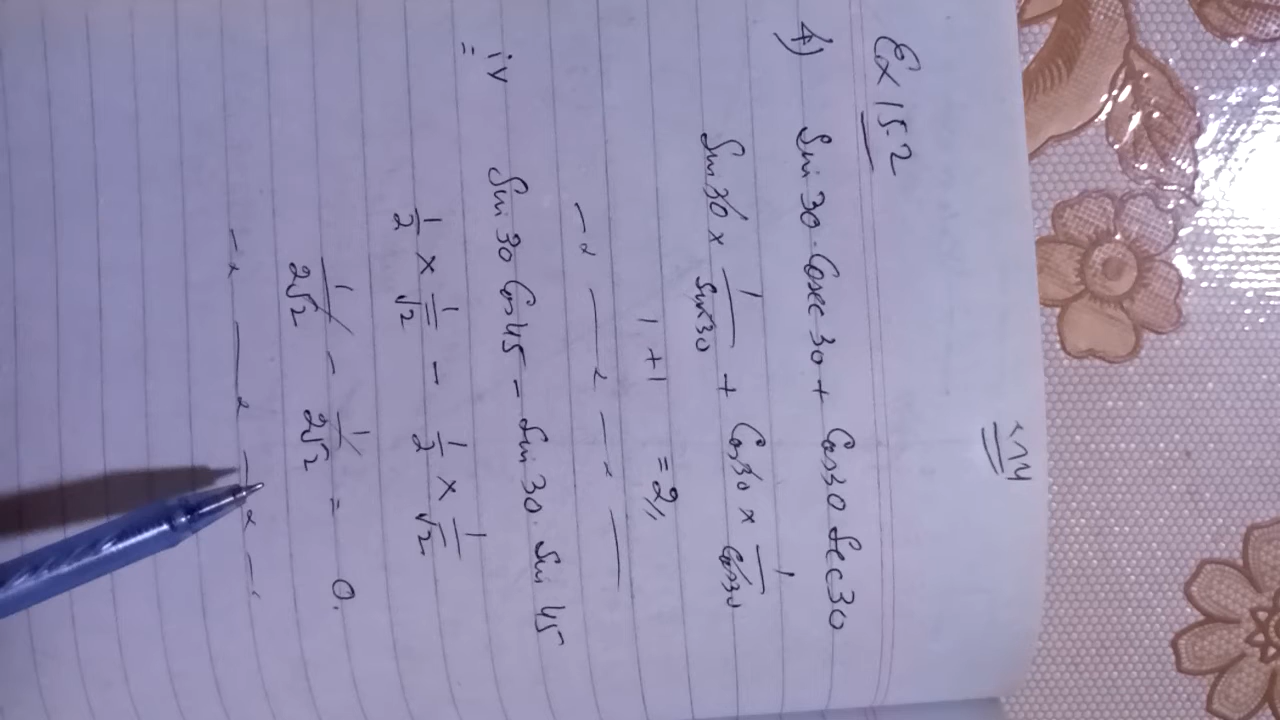 Ex 15.2
4) Sin 30. Cosec 30 + Cos 30 Sec 30
Sin 30 × 1/Sin 30 + Cos 30 × 1/Cos 30
1 + 1 = 2
iv Sin 30 Cos 45 - Sin 30. Sin 45
1/2 × 1/√2 - 1/2 × 1/√2.
1/2√2 - 1/2√2 = 0.